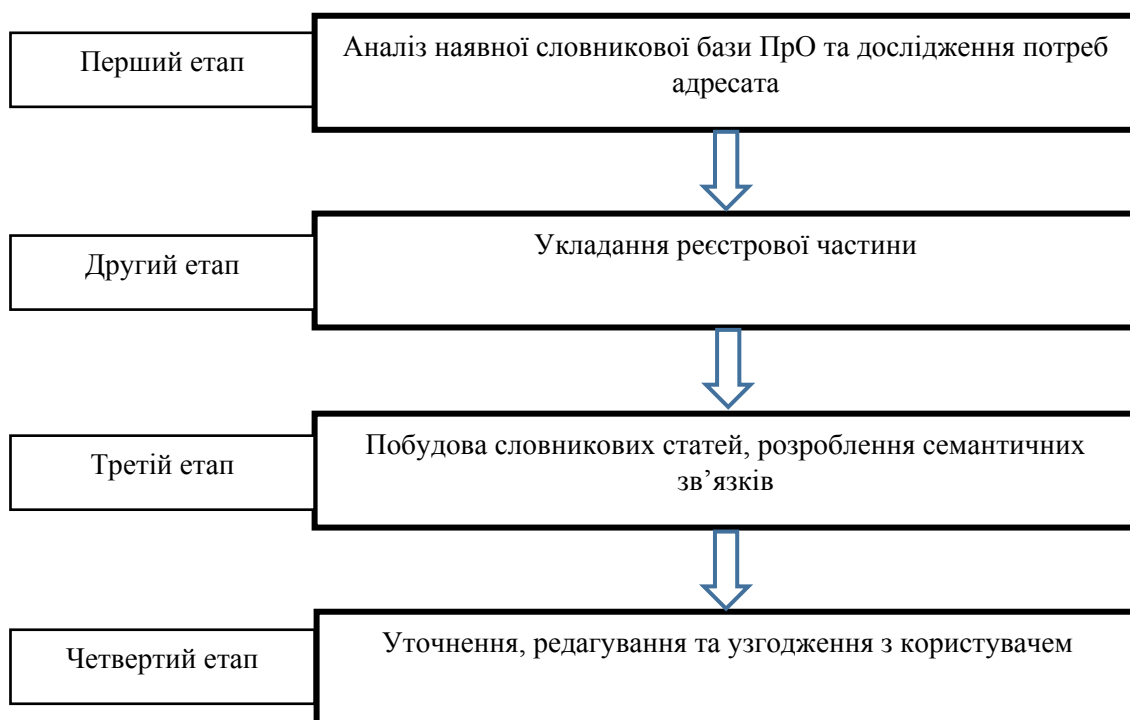 Перший етап
Аналіз наявної словникової бази ПрО та дослідження потреб
адресата
Другий етап
Укладання реєстрової частини
Третій етап
Побудова словникових статей, розроблення семантичних
зв’язків
Четвертий етап
Уточнення, редагування та узгодження з користувачем